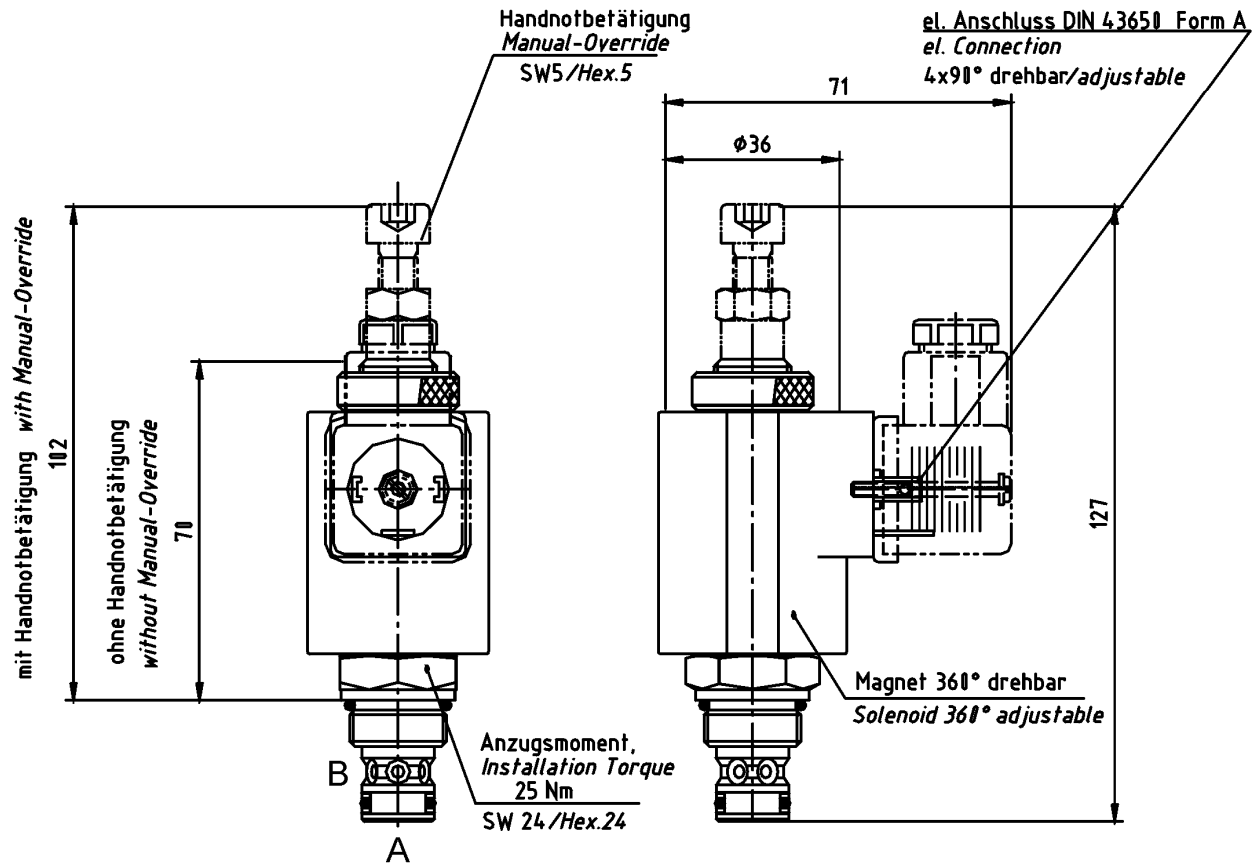 Handnotbetätigung
Manual-Override
SW5/Hex.5
el. Anschluss DIN 43650 Form A
el. Connection
4x90° drehbar/adjustable
71
ø36
mit Handnotbetätigung with Manual-Override
102
ohne Handnotbetätigung
without Manual-Override
70
127
Magnet 360° drehbar
Solenoid 360° adjustable
Anzugsmoment,
Installation Torque
25 Nm
SW 24/Hex.24
B
A